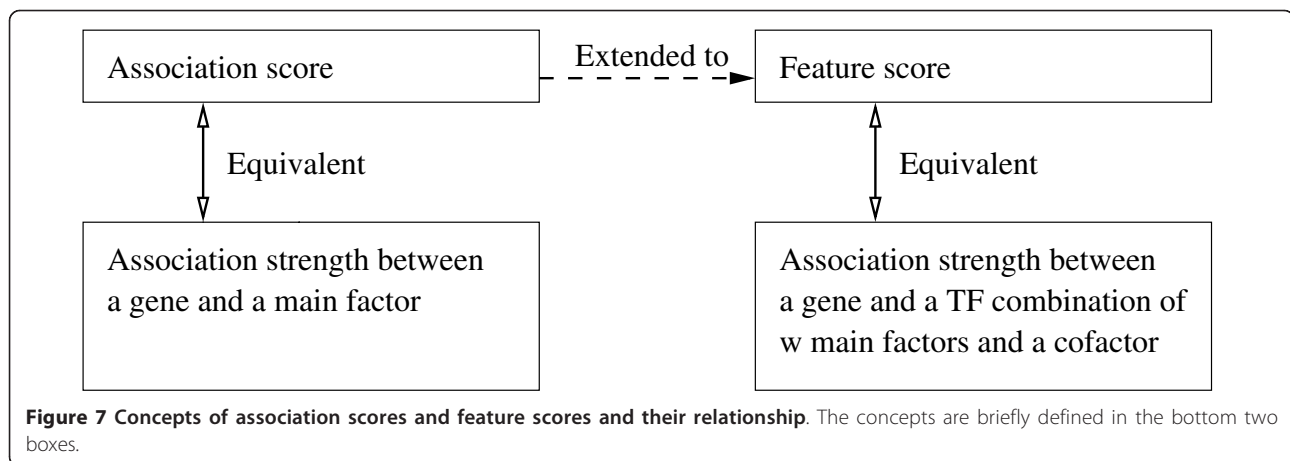 Association score
Extended to
Feature score
Equivalent
Equivalent
Association strength between
a gene and a main factor
Association strength between
a gene and a TF combination of
w main factors and a cofactor
Figure 7 Concepts of association scores and feature scores and their relationship. The concepts are briefly defined in the bottom two
boxes.